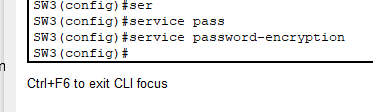 SW3(config)#ser
SW3(config)#service pass
SW3(config)#service password-encryption
SW3(config)#
Ctrl+F6 to exit CLI focus